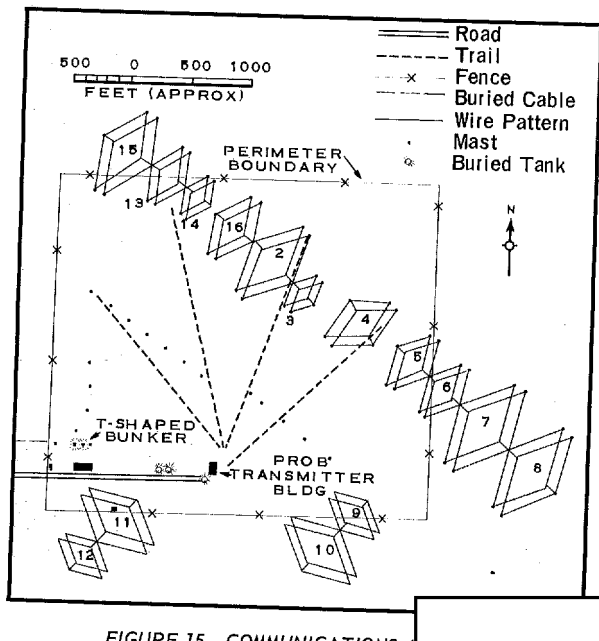 Road
Trail
Fence
Buried Cable
Wire Pattern
Mast
Buried Tank
500 0 500 1000
FEET (APPROX)
PERIMETER
BOUNDARY
N
15
13
14
16
2
3
4
5
6
7
8
T-SHAPED
BUNKER
PROB'
TRANSMITTER
BLDG
9
10
11
12
FIGURE 15. COMMUNICATIONS